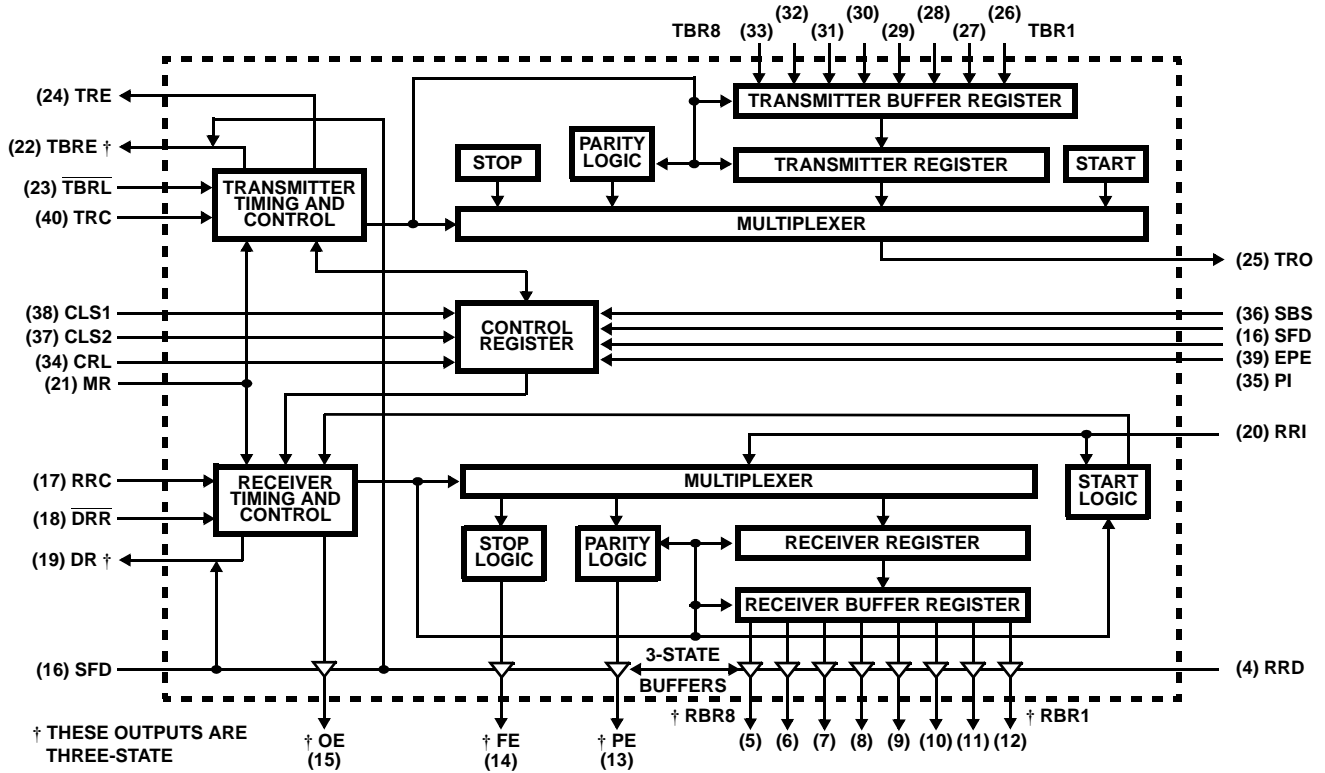 (32) (30) (28) (26)
TBR8 (33) (31) (29) (27) TBR1
(24) TRE
TRANSMITTER BUFFER REGISTER
(22) TBRE †
STOP
PARITY
LOGIC
TRANSMITTER REGISTER
START
(23) T̅B̅R̅L̅
(40) TRC
TRANSMITTER
TIMING AND
CONTROL
MULTIPLEXER
(25) TRO
(38) CLS1
(37) CLS2
(34) CRL
(21) MR
CONTROL
REGISTER
(36) SBS
(16) SFD
(39) EPE
(35) PI
(20) RRI
(17) RRC
(18) D̅R̅R̅
(19) DR †
RECEIVER
TIMING AND
CONTROL
MULTIPLEXER
START
LOGIC
STOP
LOGIC
PARITY
LOGIC
RECEIVER REGISTER
RECEIVER BUFFER REGISTER
(16) SFD
3-STATE
BUFFERS
(4) RRD
† RBR8
† RBR1
† THESE OUTPUTS ARE
THREE-STATE
† OE
(15)
† FE
(14)
† PE
(13)
(5) (6) (7) (8) (9) (10) (11) (12)